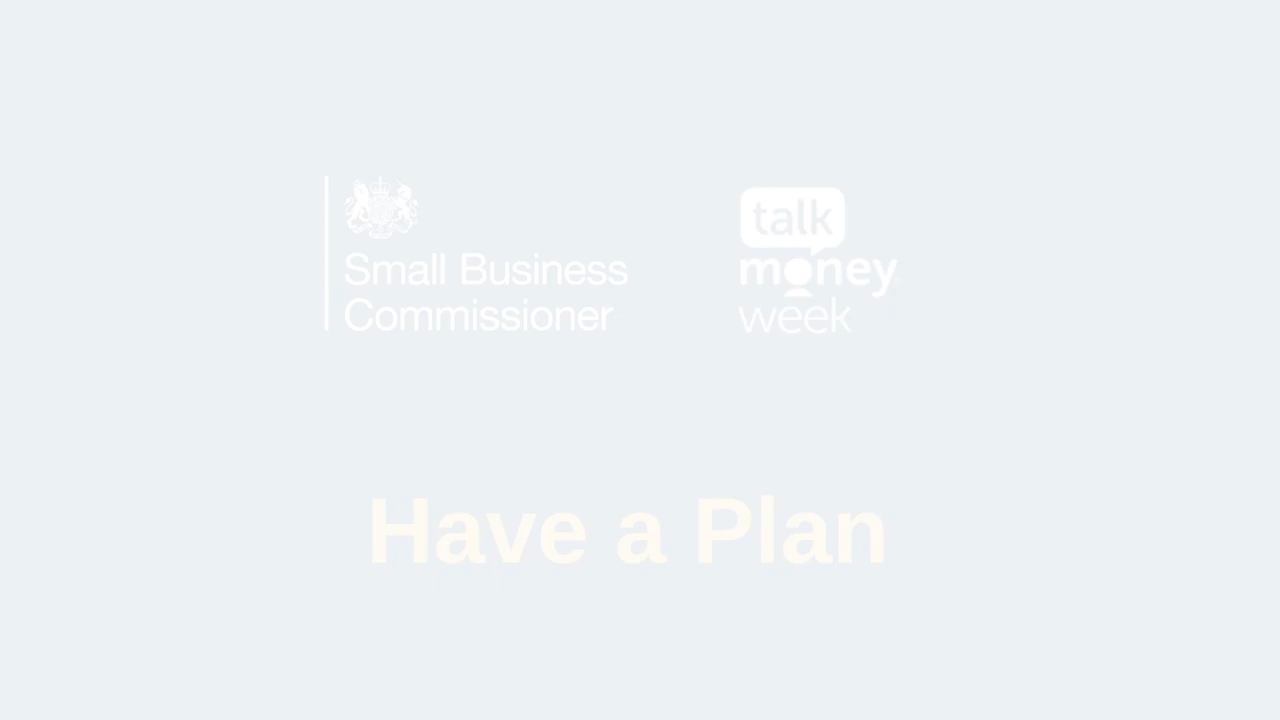 Small Business
Commissioner
talk
money
week
Have a Plan